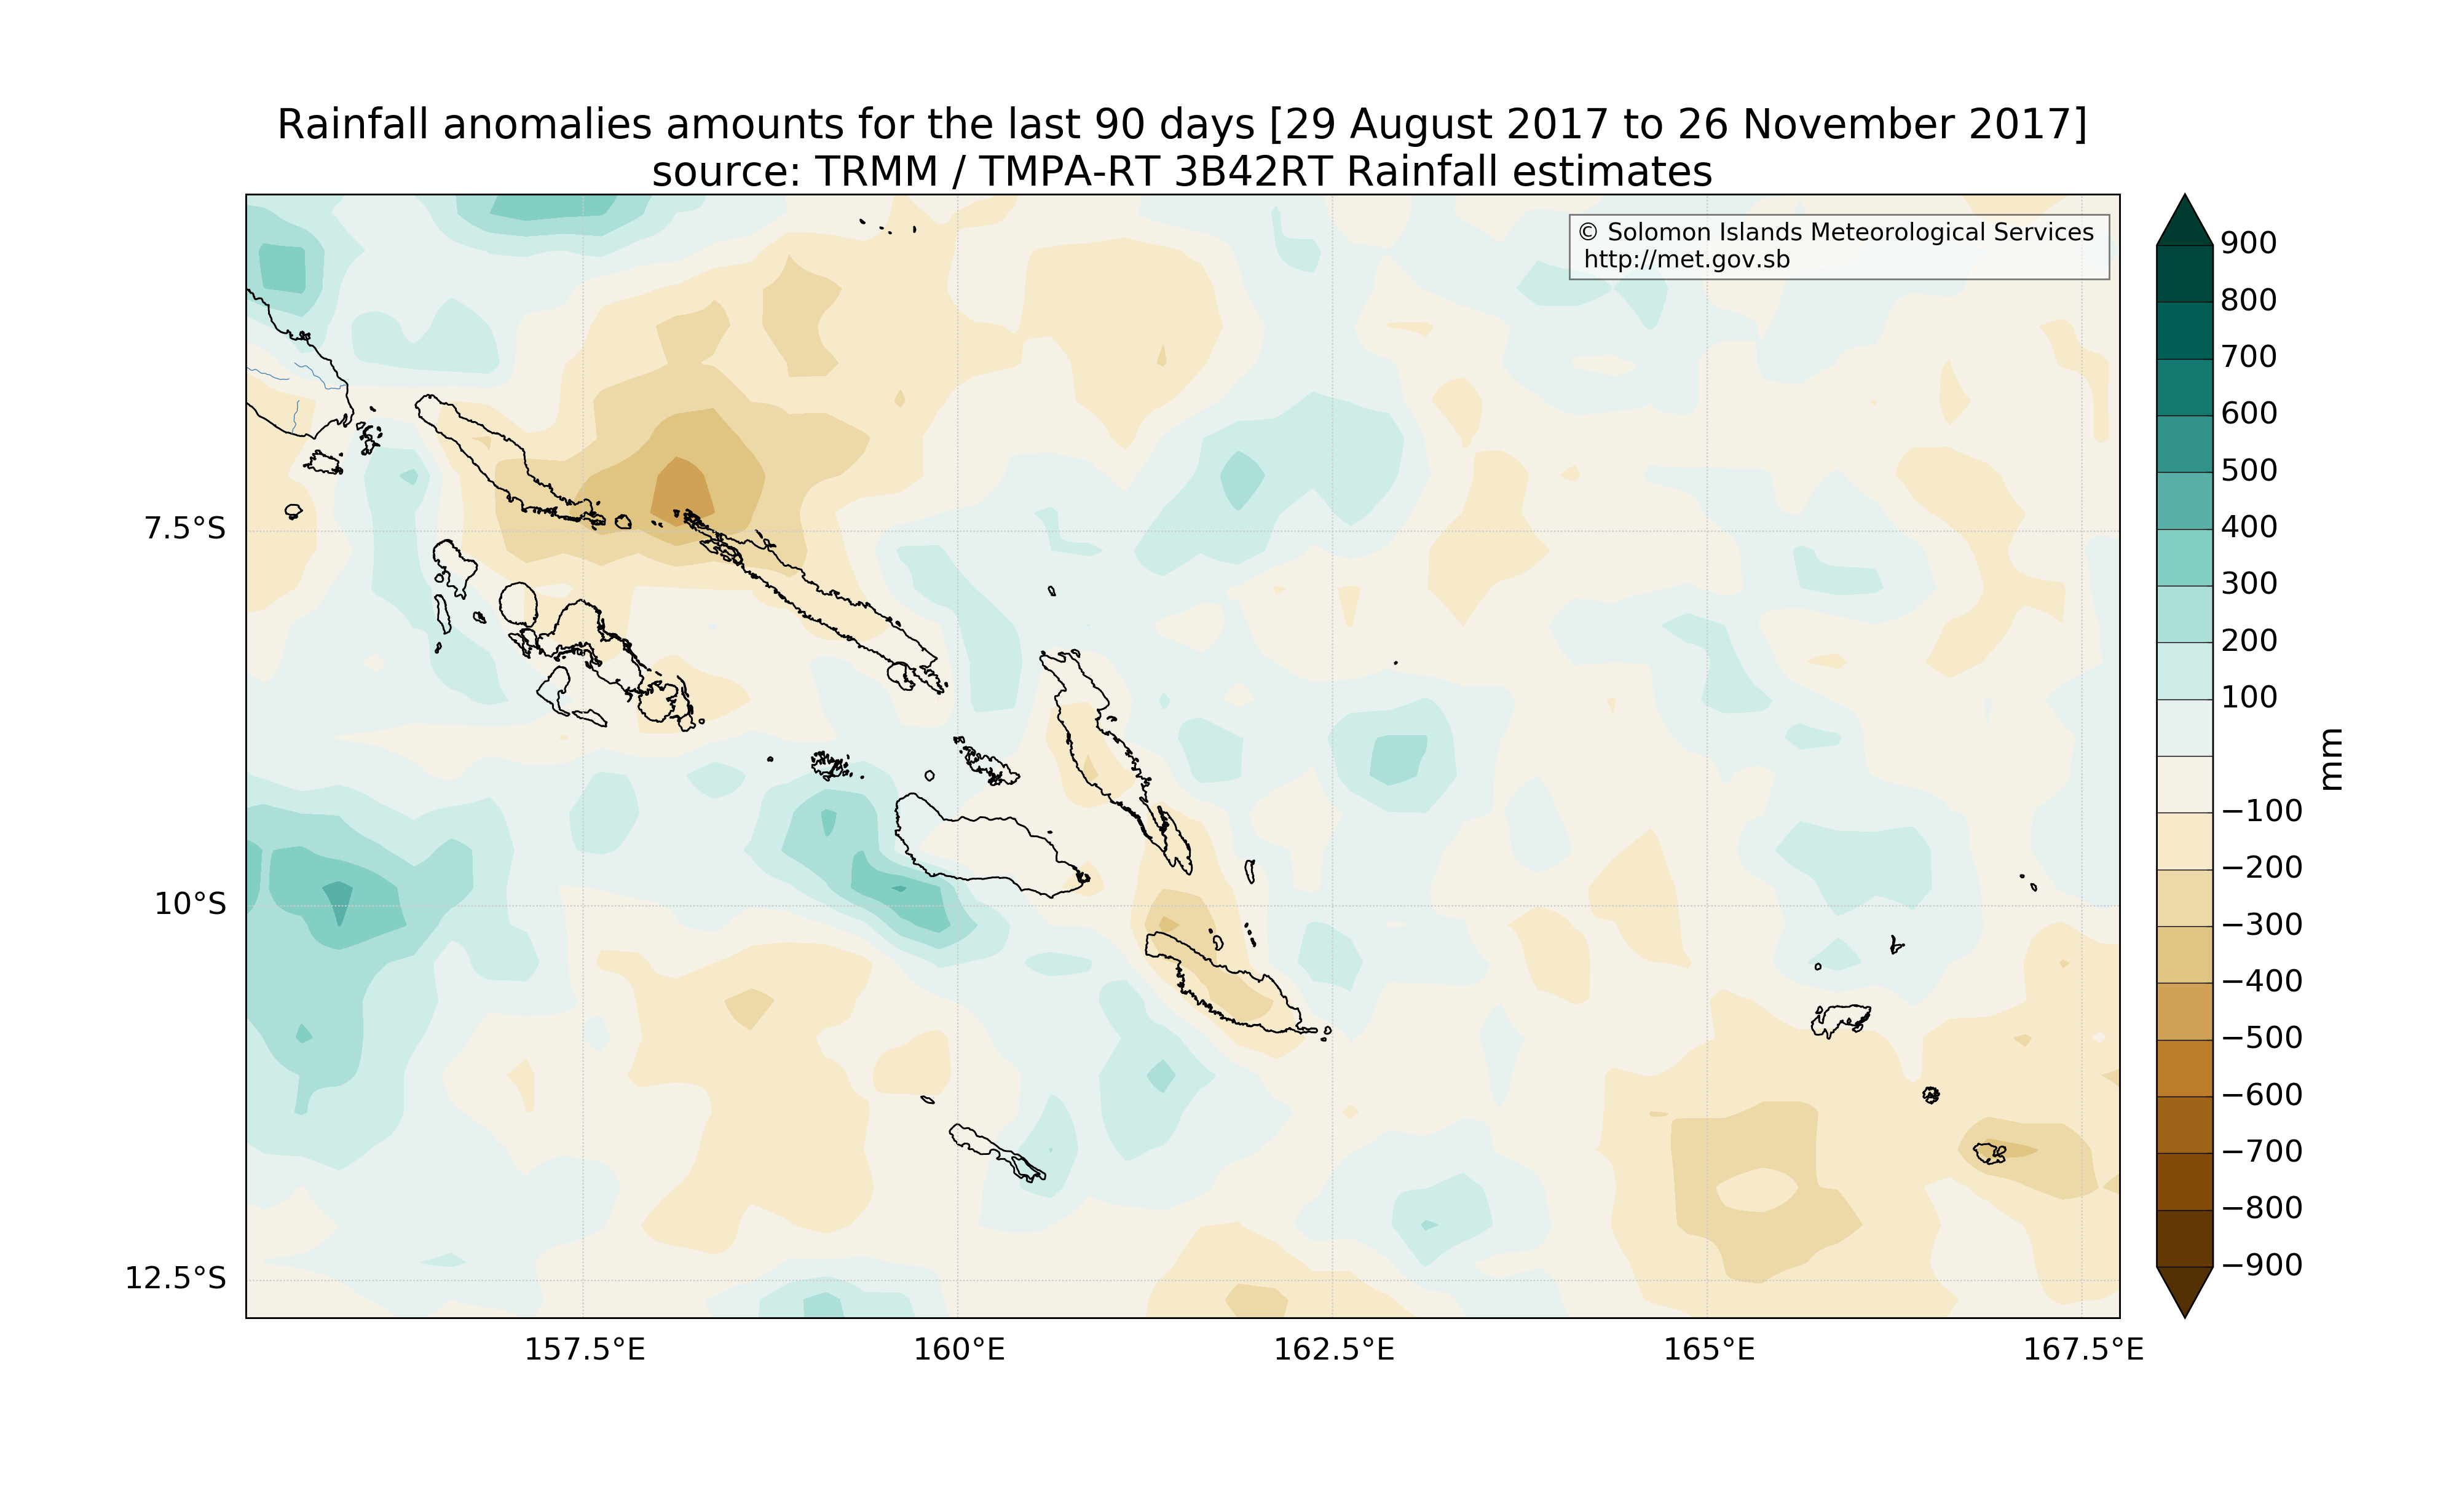 Rainfall anomalies amounts for the last 90 days [29 August 2017 to 26 November 2017]
source: TRMM / TMPA-RT 3B42RT Rainfall estimates
© Solomon Islands Meteorological Services
http://met.gov.sb
7.5°S
10°S
12.5°S
157.5°E
160°E
162.5°E
165°E
167.5°E
900
800
700
600
500
400
300
200
100
−100
−200
−300
−400
−500
−600
−700
−800
−900
mm